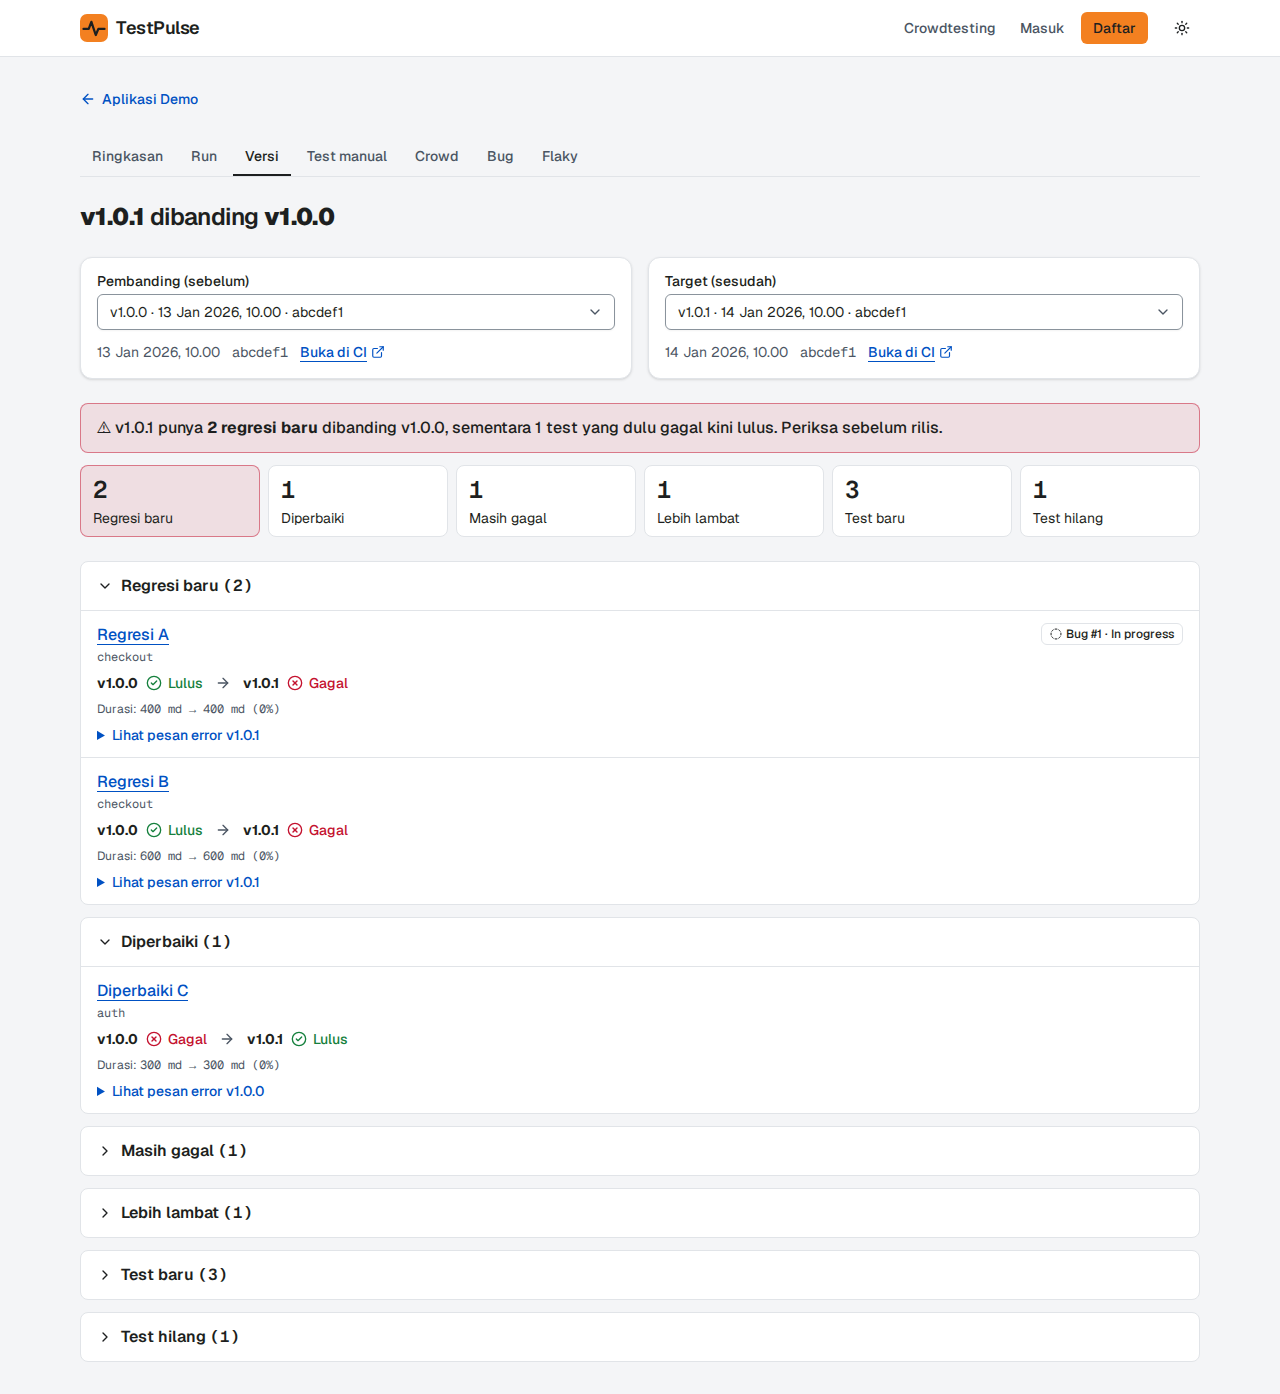 TestPulse
Crowdtesting Masuk Daftar
← Aplikasi Demo
Ringkasan Run Versi Test manual Crowd Bug Flaky
v1.0.1 dibanding v1.0.0
Pembanding (sebelum)
v1.0.0 · 13 Jan 2026, 10.00 · abcdef1
13 Jan 2026, 10.00 abcdef1 Buka di CI
Target (sesudah)
v1.0.1 · 14 Jan 2026, 10.00 · abcdef1
14 Jan 2026, 10.00 abcdef1 Buka di CI
⚠ v1.0.1 punya 2 regresi baru dibanding v1.0.0, sementara 1 test yang dulu gagal kini lulus. Periksa sebelum rilis.
2
Regresi baru
1
Diperbaiki
1
Masih gagal
1
Lebih lambat
3
Test baru
1
Test hilang
Regresi baru (2)
Regresi A
Bug #1 · In progress
checkout
v1.0.0 Lulus → v1.0.1 Gagal
Durasi: 400 md → 400 md (0%)
▶ Lihat pesan error v1.0.1
Regresi B
checkout
v1.0.0 Lulus → v1.0.1 Gagal
Durasi: 600 md → 600 md (0%)
▶ Lihat pesan error v1.0.1
Diperbaiki (1)
Diperbaiki C
auth
v1.0.0 Gagal → v1.0.1 Lulus
Durasi: 300 md → 300 md (0%)
▶ Lihat pesan error v1.0.0
Masih gagal (1)
Lebih lambat (1)
Test baru (3)
Test hilang (1)